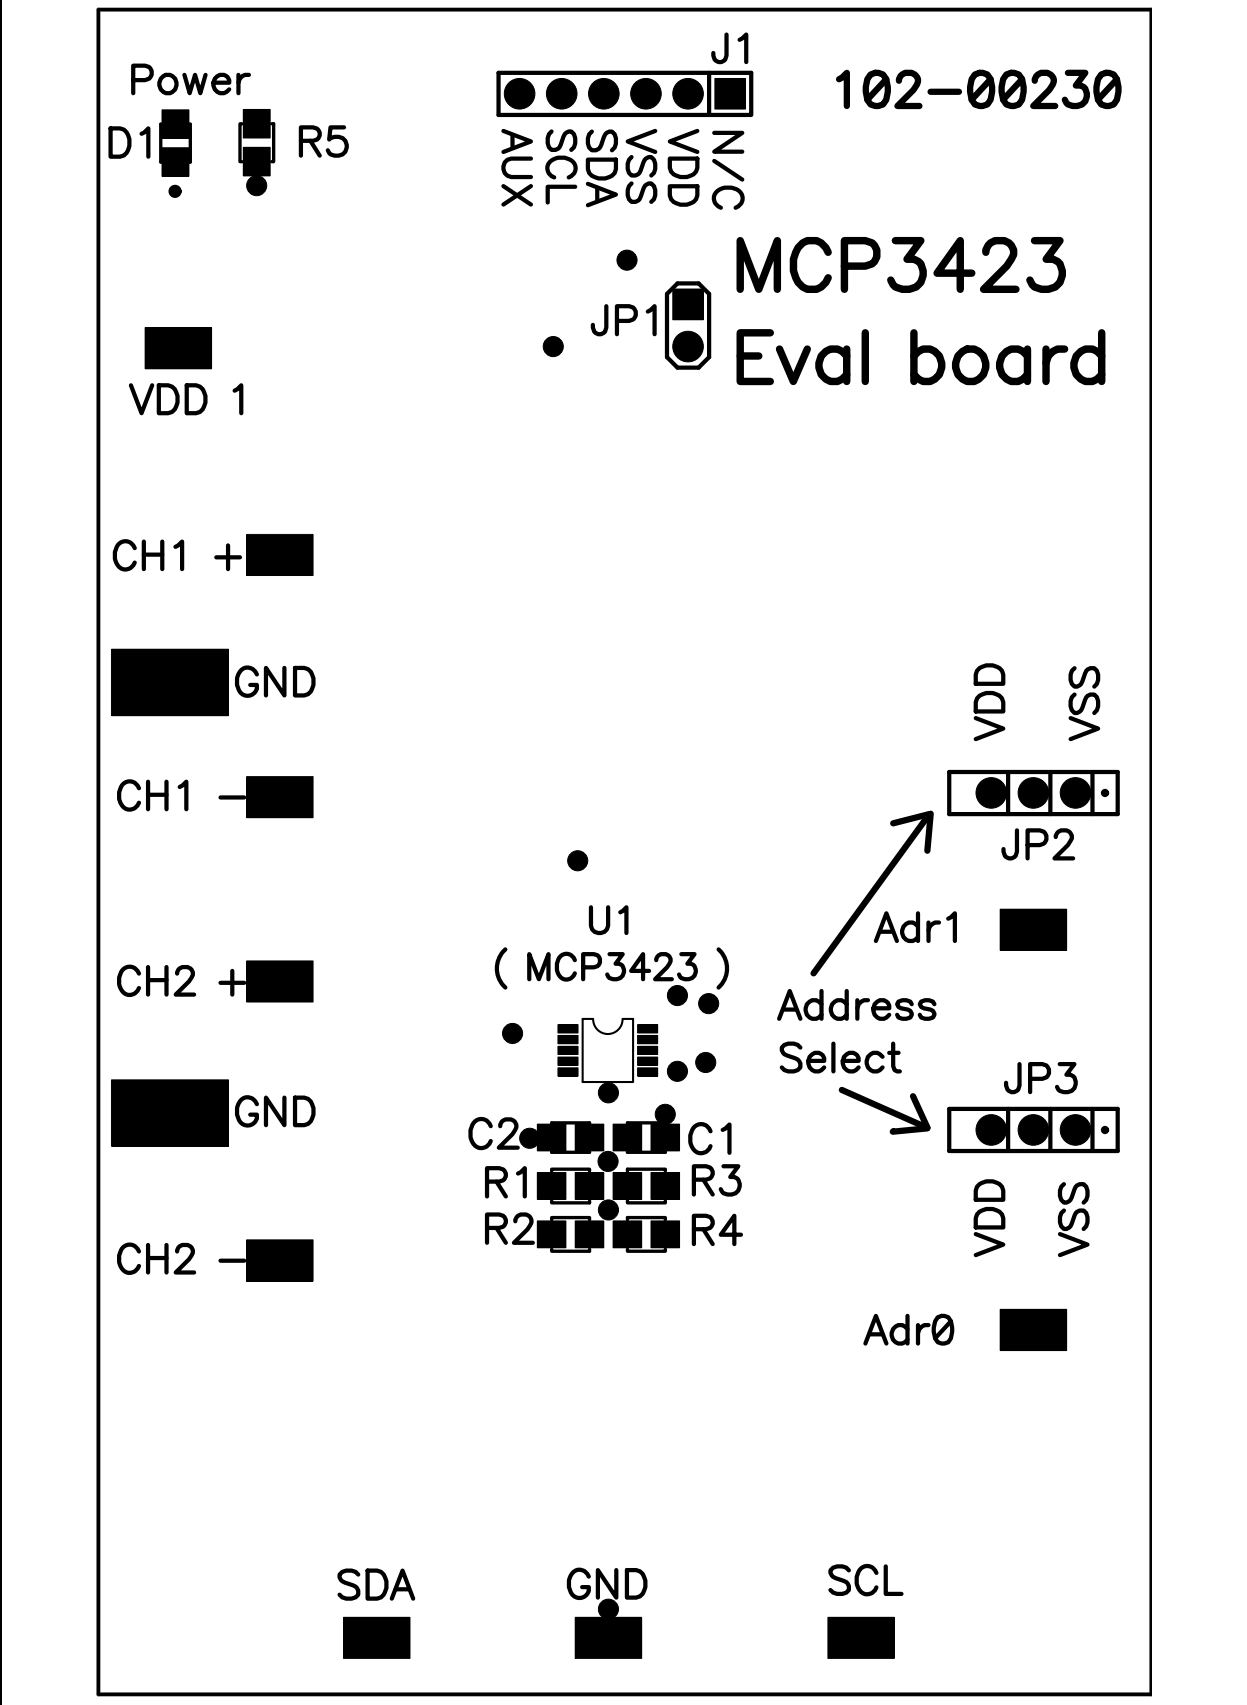 J1
Power
102-00230
D1
R5
AUX
SCL
SDA
VSS
VDD
N/C
MCP3423
JP1
Eval board
VDD 1
CH1 +
GND
VDD
VSS
CH1 -
JP2
U1
Adr1
( MCP3423 )
CH2 +
Address
Select
JP3
GND
C2
C1
R1
R3
VDD
VSS
R2
R4
CH2 -
Adr0
SDA
GND
SCL